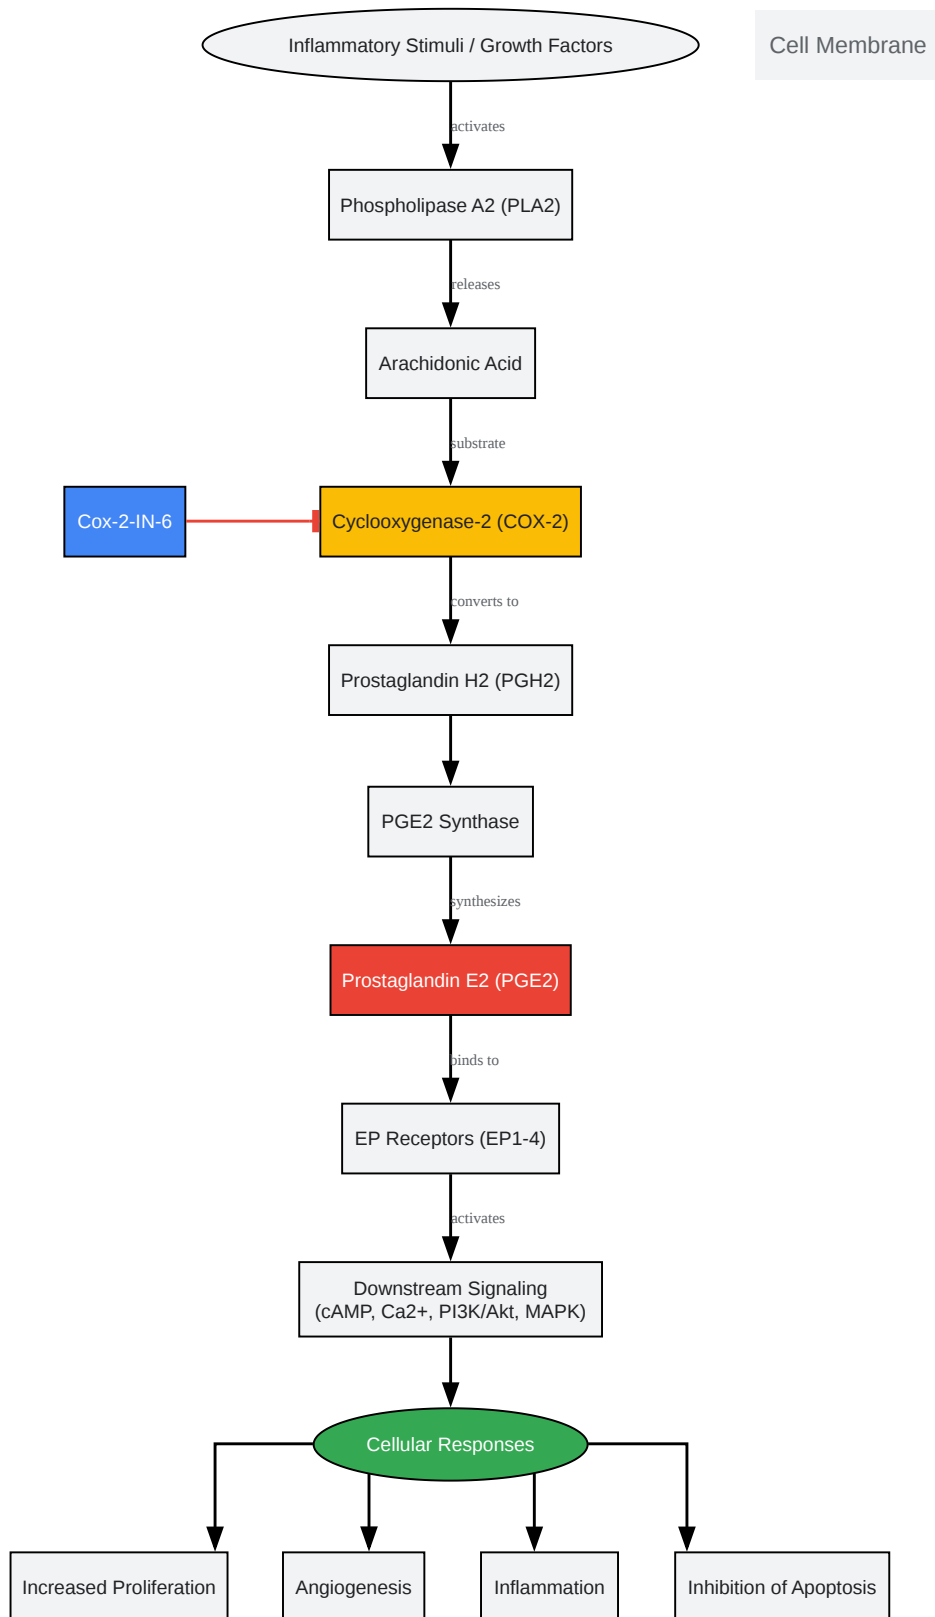 Inflammatory Stimuli / Growth Factors
Cell Membrane
activates
Phospholipase A2 (PLA2)
releases
Arachidonic Acid
substrate
Cox-2-IN-6
Cyclooxygenase-2 (COX-2)
converts to
Prostaglandin H2 (PGH2)
PGE2 Synthase
synthesizes
Prostaglandin E2 (PGE2)
binds to
EP Receptors (EP1-4)
activates
Downstream Signaling
(cAMP, Ca2+, PI3K/Akt, MAPK)
Cellular Responses
Increased Proliferation
Angiogenesis
Inflammation
Inhibition of Apoptosis